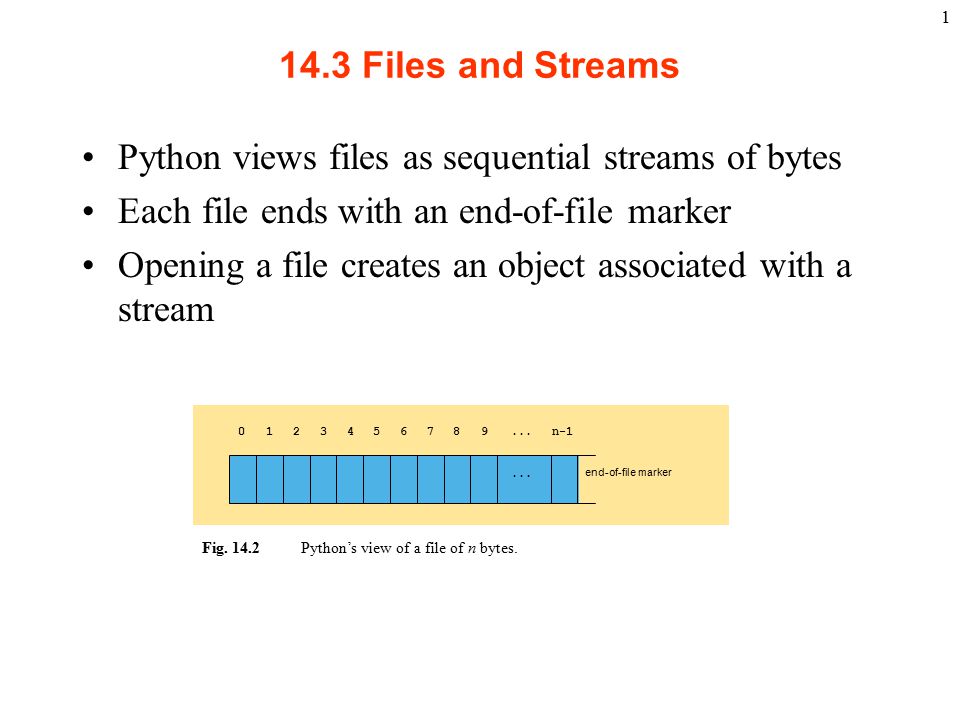 1
14.3 Files and Streams
• Python views files as sequential streams of bytes
• Each file ends with an end-of-file marker
• Opening a file creates an object associated with a
stream
0 1 2 3 4 5 6 7 8 9 ... n-1
... end-of-file marker
Fig. 14.2 Python’s view of a file of n bytes.